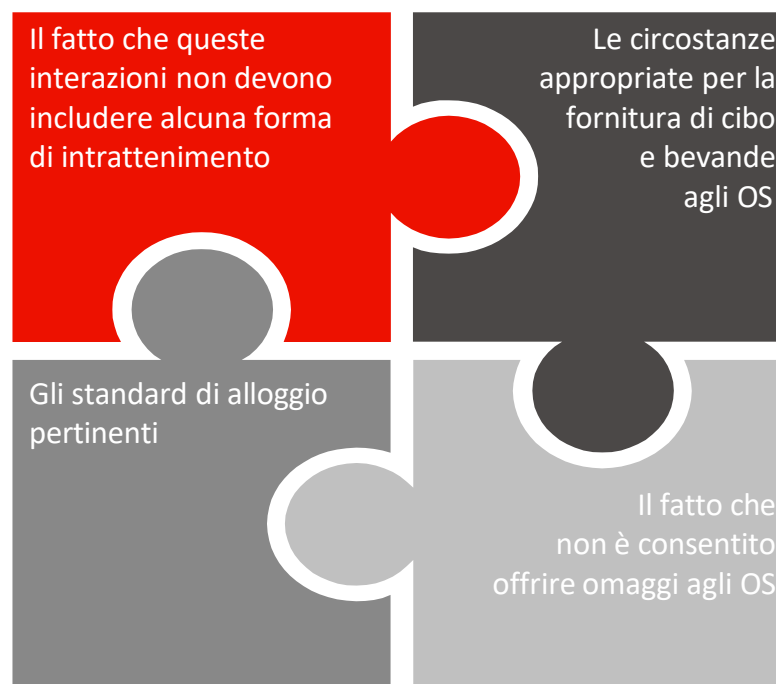 Il fatto che queste
interazioni non devono
includere alcuna forma
di intrattenimento
Le circostanze
appropriate per la
fornitura di cibo
e bevande
agli OS
Gli standard di alloggio
pertinenti
Il fatto che
non è consentito
offrire omaggi agli OS